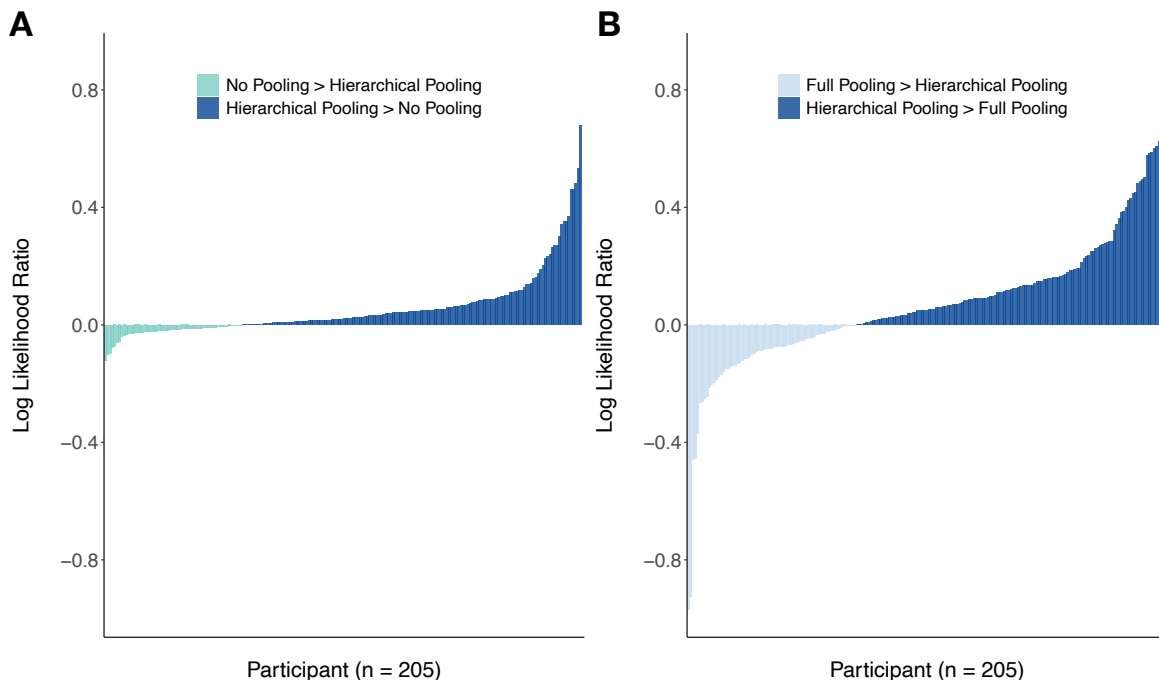 A
No Pooling > Hierarchical Pooling
Hierarchical Pooling > No Pooling
Log Likelihood Ratio
0.8
0.4
0.0
−0.4
−0.8
Participant (n = 205)
B
Full Pooling > Hierarchical Pooling
Hierarchical Pooling > Full Pooling
Log Likelihood Ratio
0.8
0.4
0.0
−0.4
−0.8
Participant (n = 205)